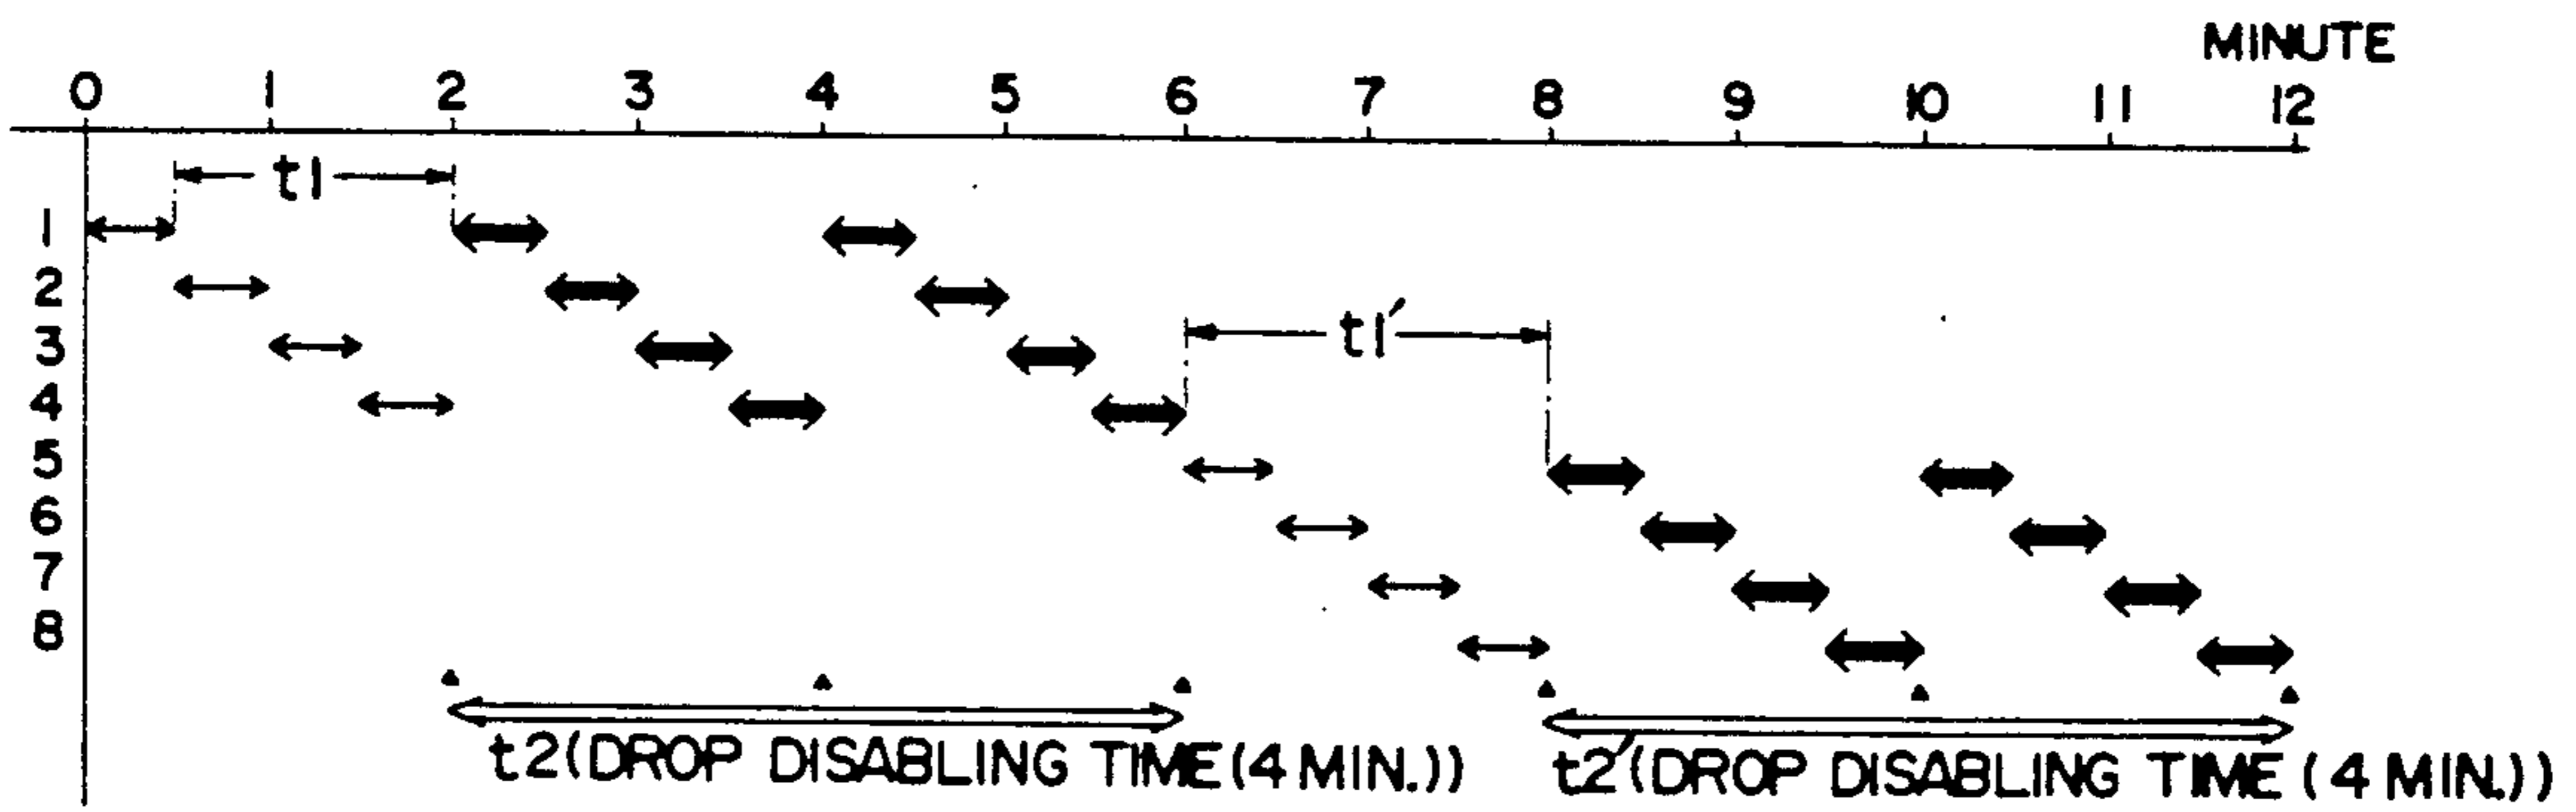 MINUTE
0 1 2 3 4 5 6 7 8 9 10 11 12
t1
1
2
3
t1′
4
5
6
7
8
t2(DROP DISABLING TIME(4 MIN.)) t2′(DROP DISABLING TIME (4 MIN.))